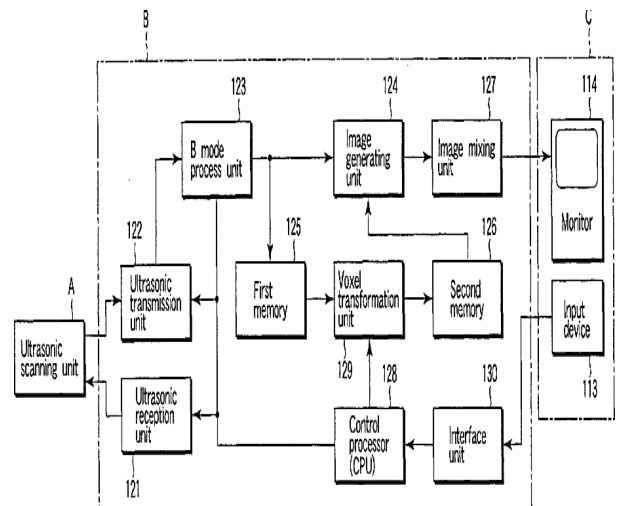 B
C
123
B mode
process unit
124
Image
generating
unit
127
Image mixing
unit
114
Monitor
122
Ultrasonic
transmission
unit
125
First
memory
Voxel
transformation
unit
129
126
Second
memory
A
Ultrasonic
scanning unit
Input
device
113
Ultrasonic
reception
unit
121
128
Control
processor
(CPU)
130
Interface
unit